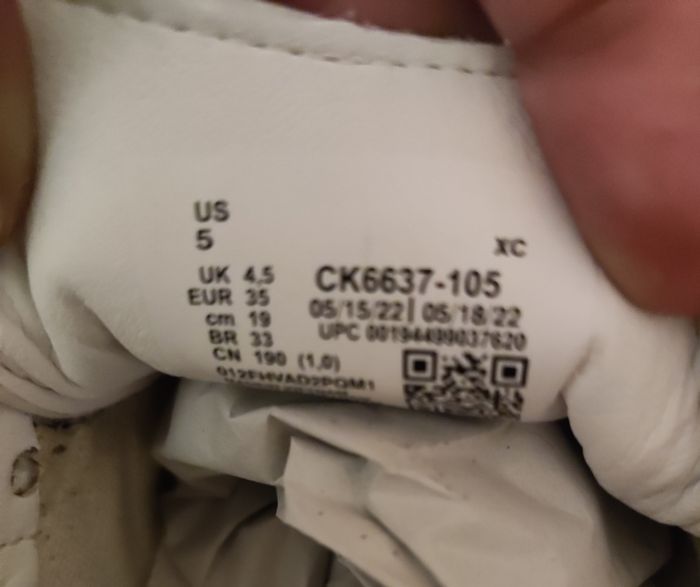 US
5
XC
UK 4,5
EUR 35
cm 19
BR 33
CN 190 (1,0)
CK6637-105
05/15/22| 05/18/22
UPC 00194499037620
012FHVAD2PQM1